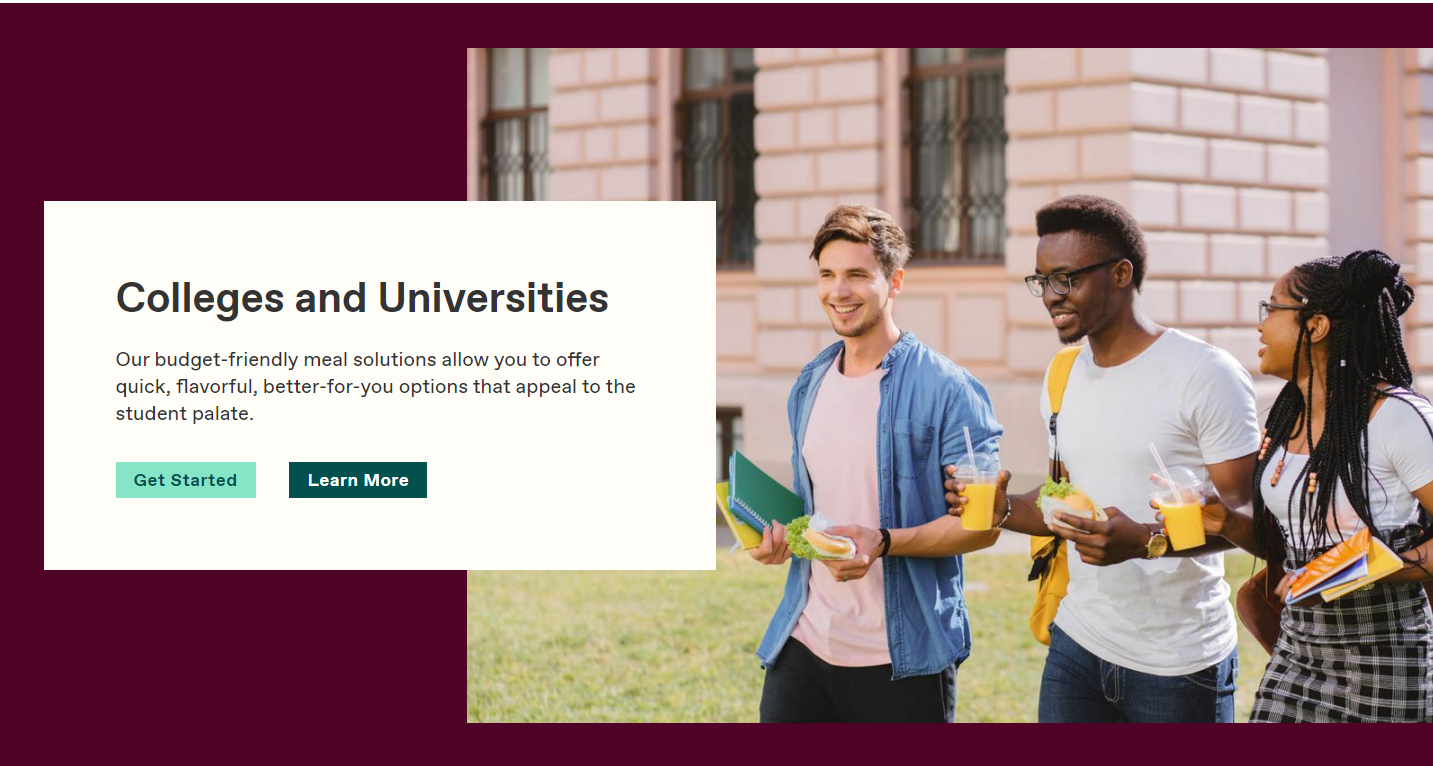 Colleges and Universities
Our budget-friendly meal solutions allow you to offer
quick, flavorful, better-for-you options that appeal to the
student palate.
Get Started
Learn More